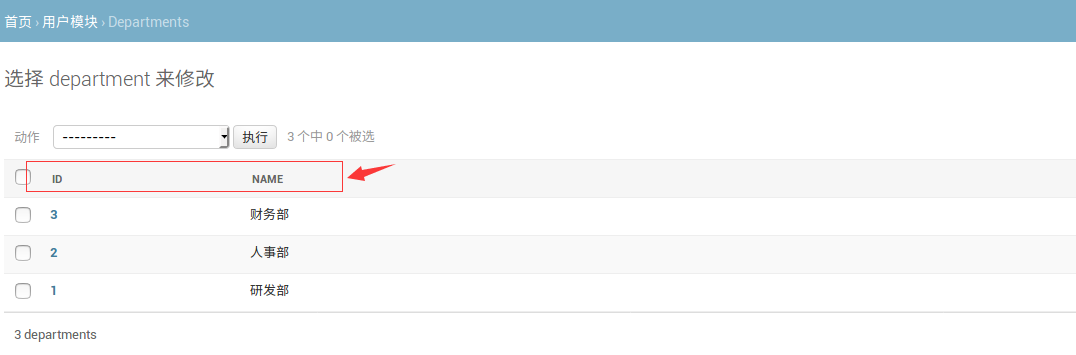 首页 › 用户模块 › Departments
选择 department 来修改
动作 --------- 执行 3 个中 0 个被选
ID NAME
3 财务部
2 人事部
1 研发部
3 departments